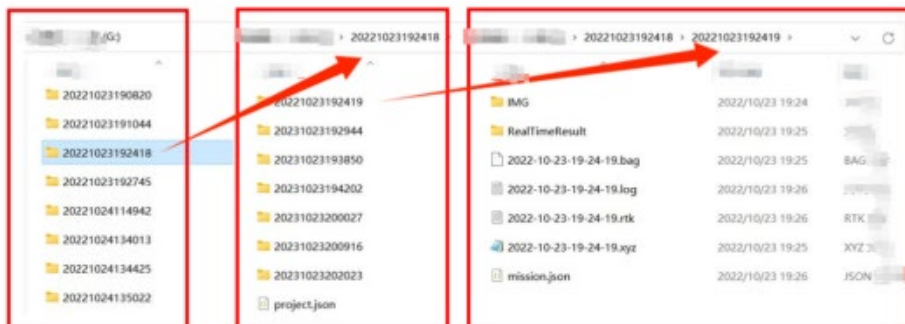 (G:)
20221023190820
20221023191044
20221023192418
20221023192745
20221024114942
20221024134013
20221024134425
20221024135022
> 20221023192418
20221023192419
20231023192944
20231023193850
20231023194202
20231023200027
20231023200916
20231023202023
project.json
> 20221023192418 > 20221023192419 >
IMG 2022/10/23 19:24
RealTimeResult 2022/10/23 19:25
2022-10-23-19-24-19.bag 2022/10/23 19:25 BAG
2022-10-23-19-24-19.log 2022/10/23 19:26
2022-10-23-19-24-19.rtk 2022/10/23 19:26 RTK
2022-10-23-19-24-19.xyz 2022/10/23 19:25 XYZ
mission.json 2022/10/23 19:26 JSON